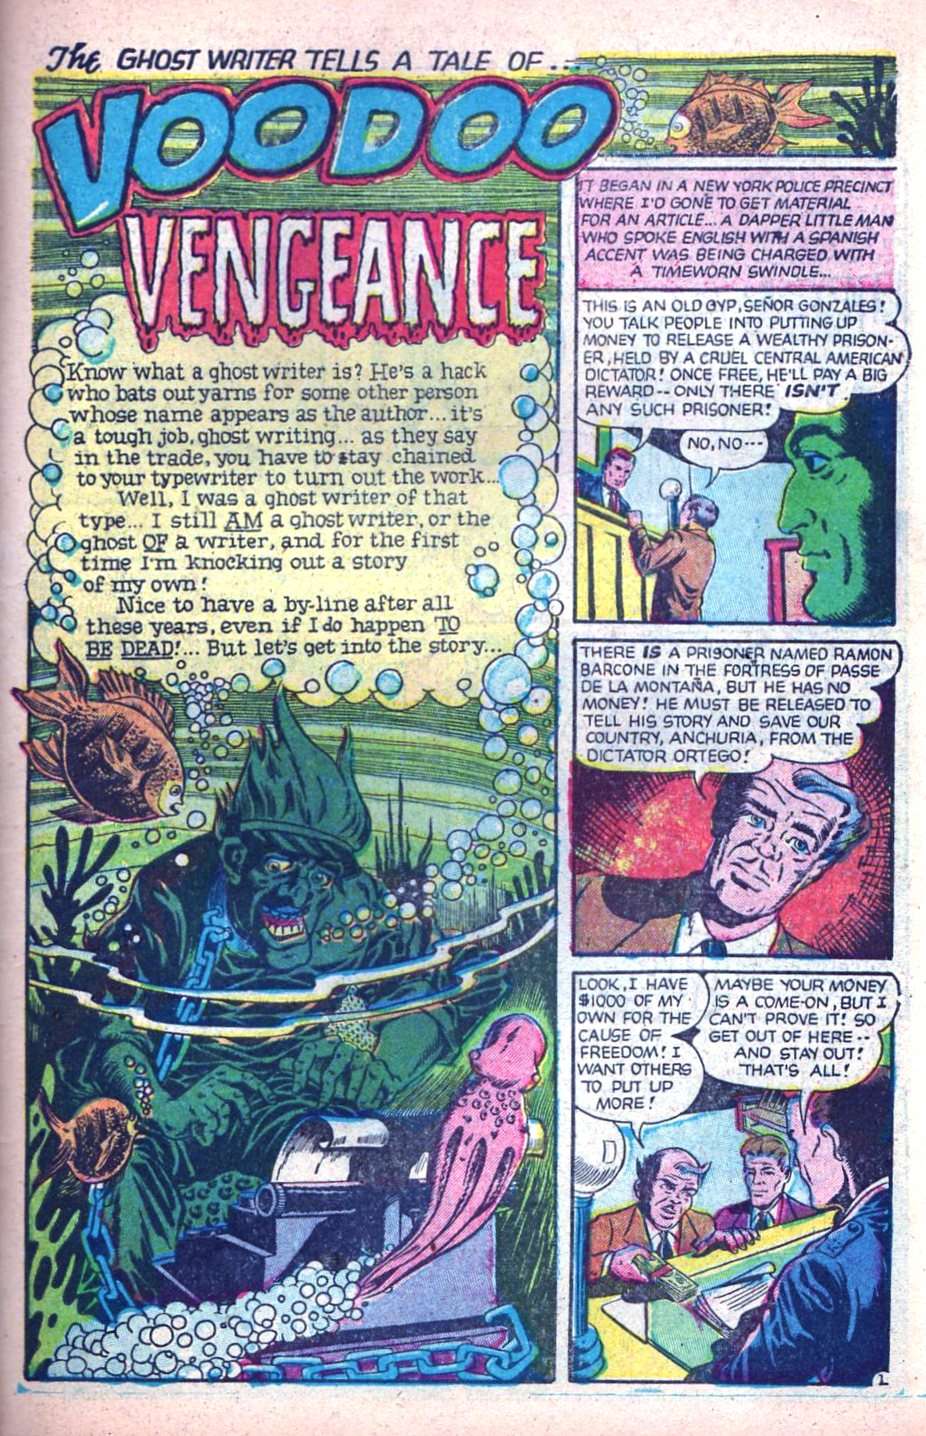 The GHOST WRITER TELLS A TALE OF...
VOODOO
VENGEANCE
Know what a ghost writer is? He's a hack
who bats out yarns for some other person
whose name appears as the author... it's
a tough job, ghost writing... as they say
in the trade, you have to stay chained
to your typewriter to turn out the work...
Well, I was a ghost writer of that
type... I still AM a ghost writer, or the
ghost OF a writer, and for the first
time I'm knocking out a story
of my own!
Nice to have a by-line after all
these years, even if I do happen TO
BE DEAD!... But let's get into the story...
IT BEGAN IN A NEW YORK POLICE PRECINCT
WHERE I'D GONE TO GET MATERIAL
FOR AN ARTICLE... A DAPPER LITTLE MAN
WHO SPOKE ENGLISH WITH A SPANISH
ACCENT WAS BEING CHARGED WITH
A TIMEWORN SWINDLE...
THIS IS AN OLD GYP, SEÑOR GONZALES!
YOU TALK PEOPLE INTO PUTTING UP
MONEY TO RELEASE A WEALTHY PRISON-
ER, HELD BY A CRUEL CENTRAL AMERICAN
DICTATOR! ONCE FREE, HE'LL PAY A BIG
REWARD-- ONLY THERE ISN'T
ANY SUCH PRISONER!
NO, NO---
THERE IS A PRISONER NAMED RAMON
BARCONE IN THE FORTRESS OF PASSE
DE LA MONTAÑA, BUT HE HAS NO
MONEY! HE MUST BE RELEASED TO
TELL HIS STORY AND SAVE OUR
COUNTRY, ANCHURIA, FROM THE
DICTATOR ORTEGO!
LOOK, I HAVE
$1000 OF MY
OWN FOR THE
CAUSE OF
FREEDOM! I
WANT OTHERS
TO PUT UP
MORE!
MAYBE YOUR MONEY
IS A COME-ON, BUT I
CAN'T PROVE IT! SO
GET OUT OF HERE--
AND STAY OUT!
THAT'S ALL!
1